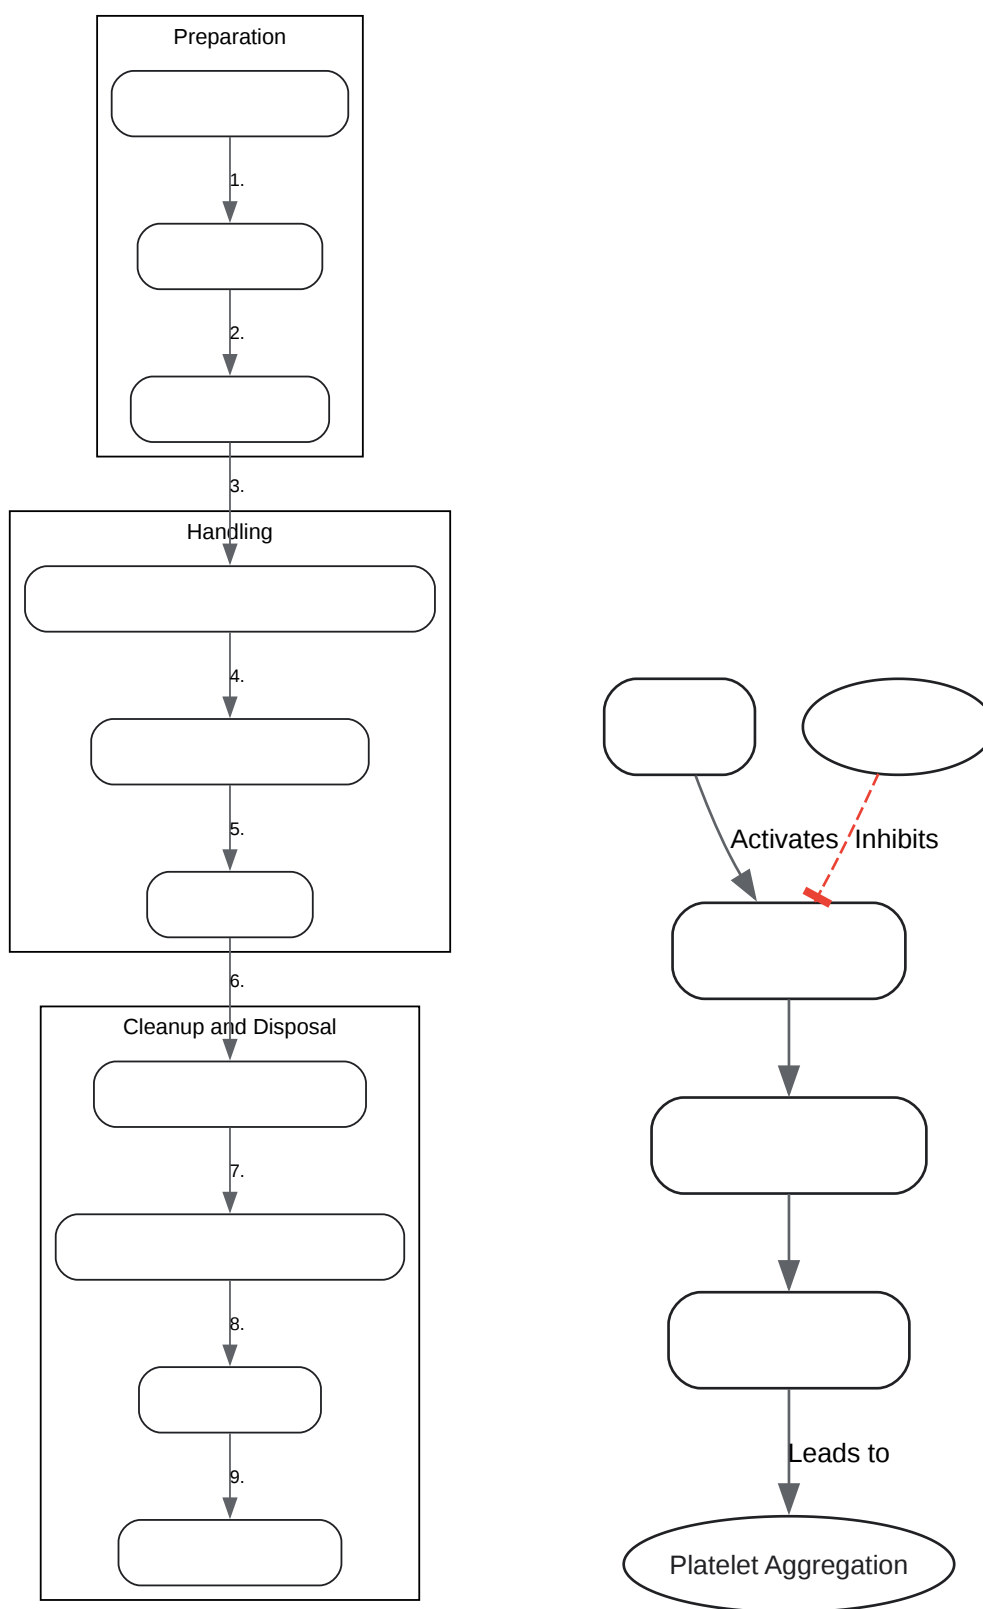 Preparation
1.
2.
3.
Handling
4.
5.
6.
Cleanup and Disposal
7.
8.
9.
Activates
Inhibits
Leads to
Platelet Aggregation